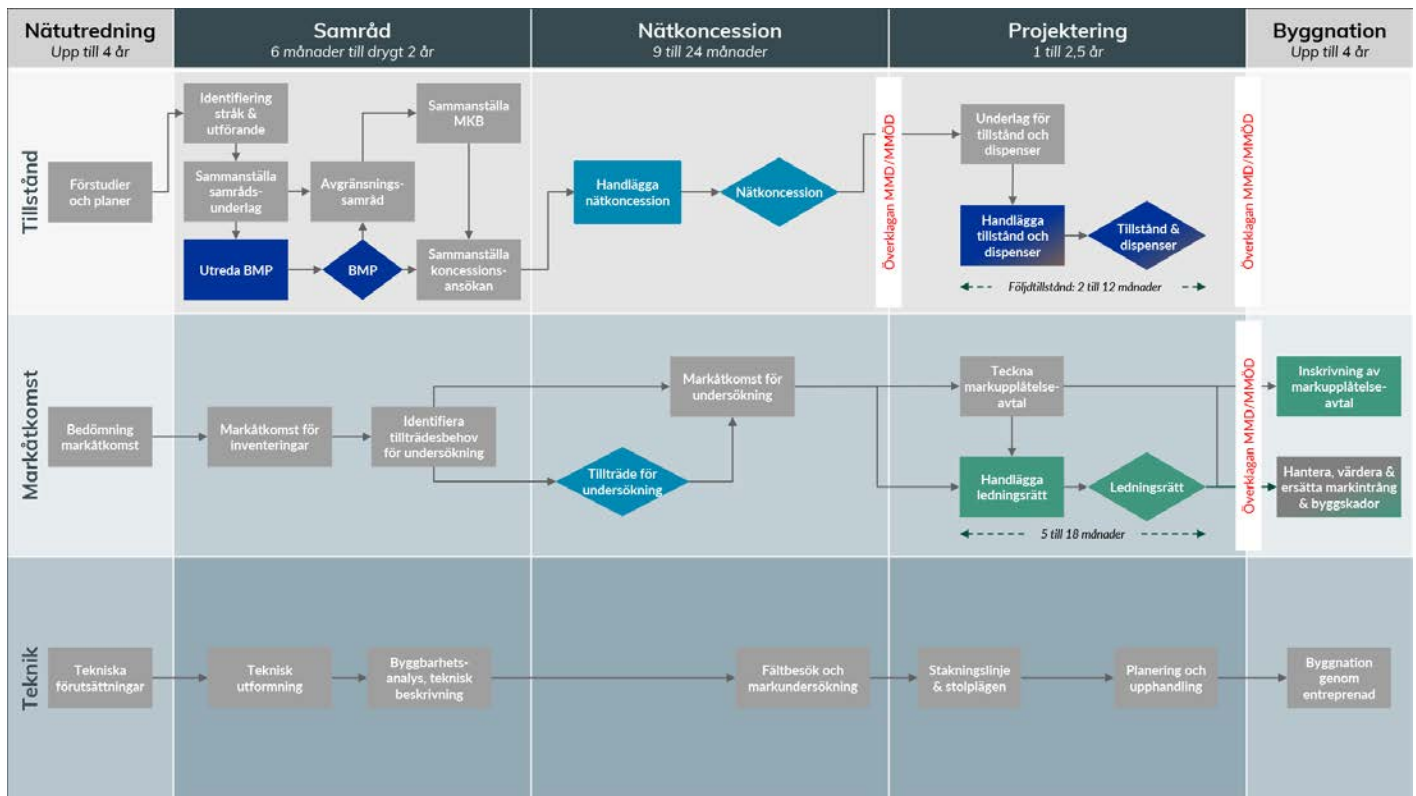 Nätutredning
Upp till 4 år
Samråd
6 månader till drygt 2 år
Nätkoncession
9 till 24 månader
Projektering
1 till 2,5 år
Byggnation
Upp till 4 år
Tillstånd
Förstudier
och planer
Identifiering
stråk &
utförande
Sammanställa
samråds-
underlag
Utreda BMP
Avgränsnings-
samråd
BMP
Sammanställa
MKB
Sammanställa
koncessions-
ansökan
Handlägga
nätkoncession
Nätkoncession
Överklagan MMD/MMÖD
Underlag för
tillstånd och
dispenser
Handlägga
tillstånd och
dispenser
Tillstånd &
dispenser
Följdtillstånd: 2 till 12 månader
Överklagan MMD/MMÖD
Markåtkomst
Bedömning
markåtkomst
Markåtkomst för
inventeringar
Identifiera
tillträdesbehov
för undersökning
Tillträde för
undersökning
Markåtkomst för
undersökning
Teckna
markupplåtelse-
avtal
Handlägga
ledningsrätt
Ledningsrätt
5 till 18 månader
Överklagan MMD/MMÖD
Inskrivning av
markupplåtelse-
avtal
Hantera, värdera &
ersätta markintrång
& byggskador
Teknik
Tekniska
förutsättningar
Teknisk
utformning
Byggbarhets-
analys, teknisk
beskrivning
Fältbesök och
markundersökning
Stakningslinje
& stolplägen
Planering och
upphandling
Byggnation
genom
entreprenad